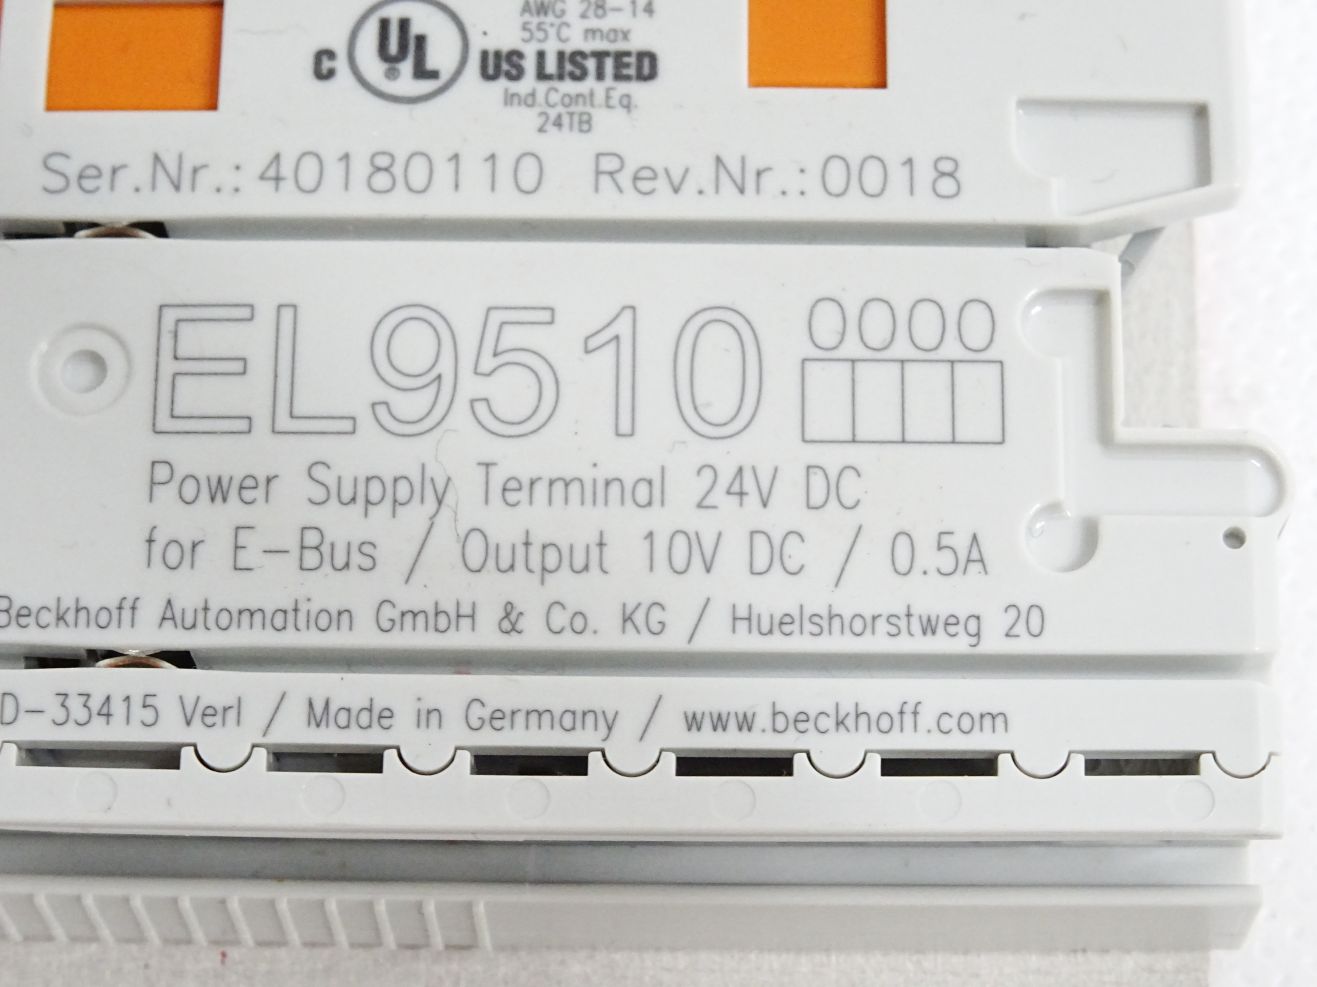 AWG 28-14
55°C max
C UL US LISTED
®
Ind.Cont.Eq.
24TB
Ser.Nr.:40180110 Rev.Nr.:0018
EL9510 0000
Power Supply Terminal 24V DC
for E-Bus / Output 10V DC / 0.5A
Beckhoff Automation GmbH & Co. KG / Huelshorstweg 20
D-33415 Verl / Made in Germany / www.beckhoff.com